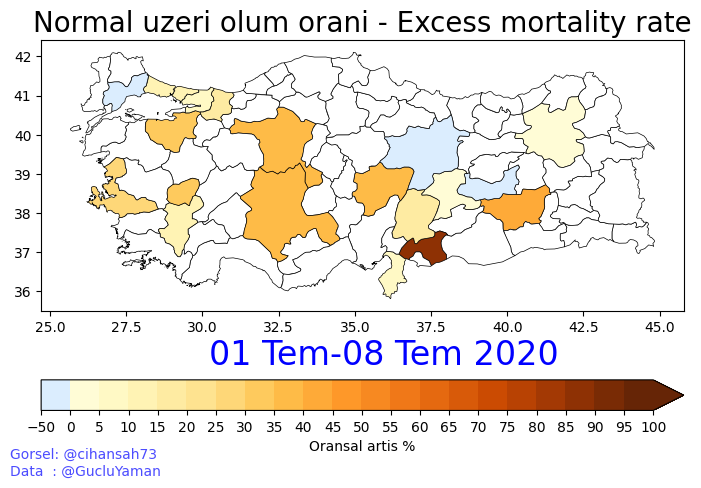 Normal uzeri olum orani - Excess mortality rate
42
41
40
39
38
37
36
25.0 27.5 30.0 32.5 35.0 37.5 40.0 42.5 45.0
01 Tem-08 Tem 2020
−50 0 5 10 15 20 25 30 35 40 45 50 55 60 65 70 75 80 85 90 95 100
Oransal artis %
Gorsel: @cihansah73
Data : @GucluYaman